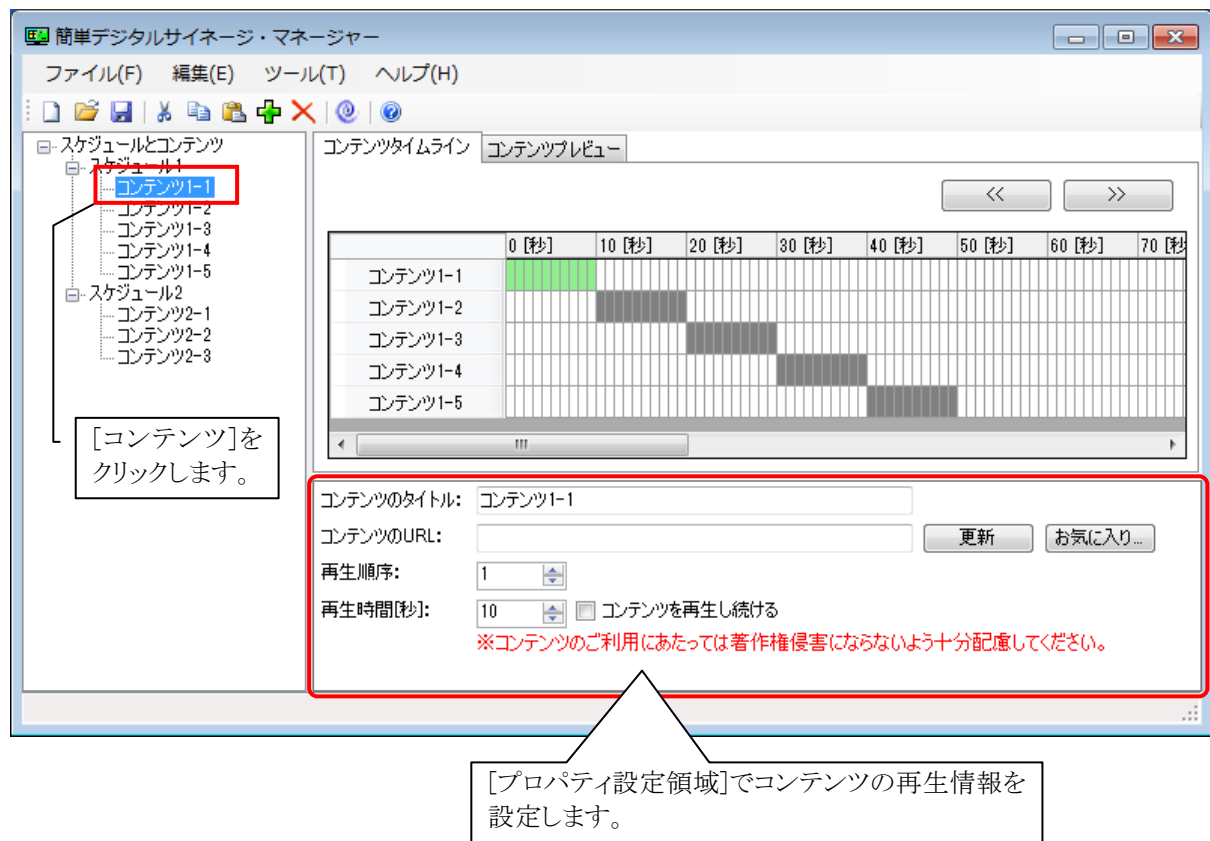 簡単デジタルサイネージ・マネージャー
ファイル(F) 編集(E) ツール(T) ヘルプ(H)
スケジュールとコンテンツ
スケジュール1
コンテンツ1-1
コンテンツ1-2
コンテンツ1-3
コンテンツ1-4
コンテンツ1-5
スケジュール2
コンテンツ2-1
コンテンツ2-2
コンテンツ2-3
[コンテンツ]を
クリックします。
コンテンツタイムライン コンテンツプレビュー
<< >>
0 [秒] 10 [秒] 20 [秒] 30 [秒] 40 [秒] 50 [秒] 60 [秒] 70 [秒
コンテンツ1-1
コンテンツ1-2
コンテンツ1-3
コンテンツ1-4
コンテンツ1-5
コンテンツのタイトル: コンテンツ1-1
コンテンツのURL: 更新 お気に入り...
再生順序: 1
再生時間[秒]: 10 コンテンツを再生し続ける
※コンテンツのご利用にあたっては著作権侵害にならないよう十分配慮してください。
[プロパティ設定領域]でコンテンツの再生情報を
設定します。